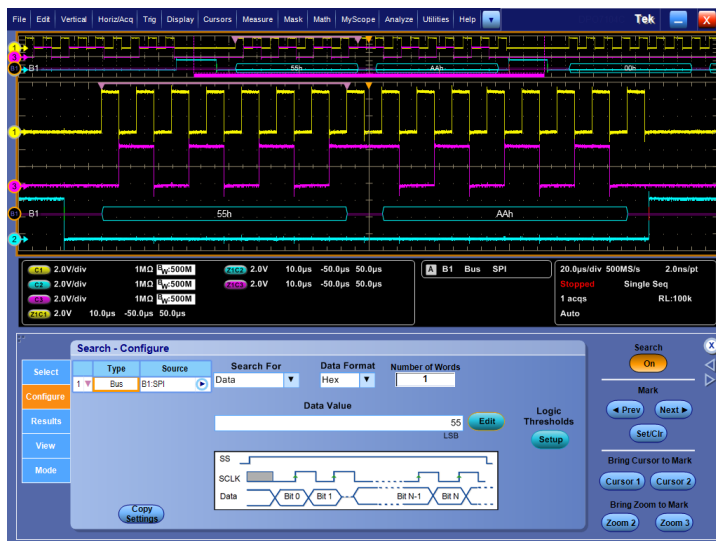 File Edit Vertical Horiz/Acq Trig Display Cursors Measure Mask Math MyScope Analyze Utilities Help Tek X
1
3
B1 B1 55h AAh 00h
1
3
B1 B1 55h AAh
2
C1 2.0V/div 1MΩ BW:500M Z1C2 2.0V 10.0µs -50.0µs 50.0µs A B1 Bus SPI 20.0µs/div 500MS/s 2.0ns/pt
C2 2.0V/div 1MΩ BW:500M Z1C3 2.0V 10.0µs -50.0µs 50.0µs Stopped Single Seq
C3 2.0V/div 1MΩ BW:500M 1 acqs RL:100k
Z1C1 2.0V 10.0µs -50.0µs 50.0µs Auto
Search - Configure Search X
Select Type Source Search For Data Format Number of Words On
1 Bus B1:SPI Data Hex 1
Configure Mark
Results Data Value Logic Thresholds Prev Next
55 Edit
LSB Setup Set/Clr
View
Mode SS Bring Cursor to Mark
SCLK Cursor 1 Cursor 2
Data Bit 0 Bit 1 Bit N-1 Bit N
Copy Settings Bring Zoom to Mark
Zoom 2 Zoom 3